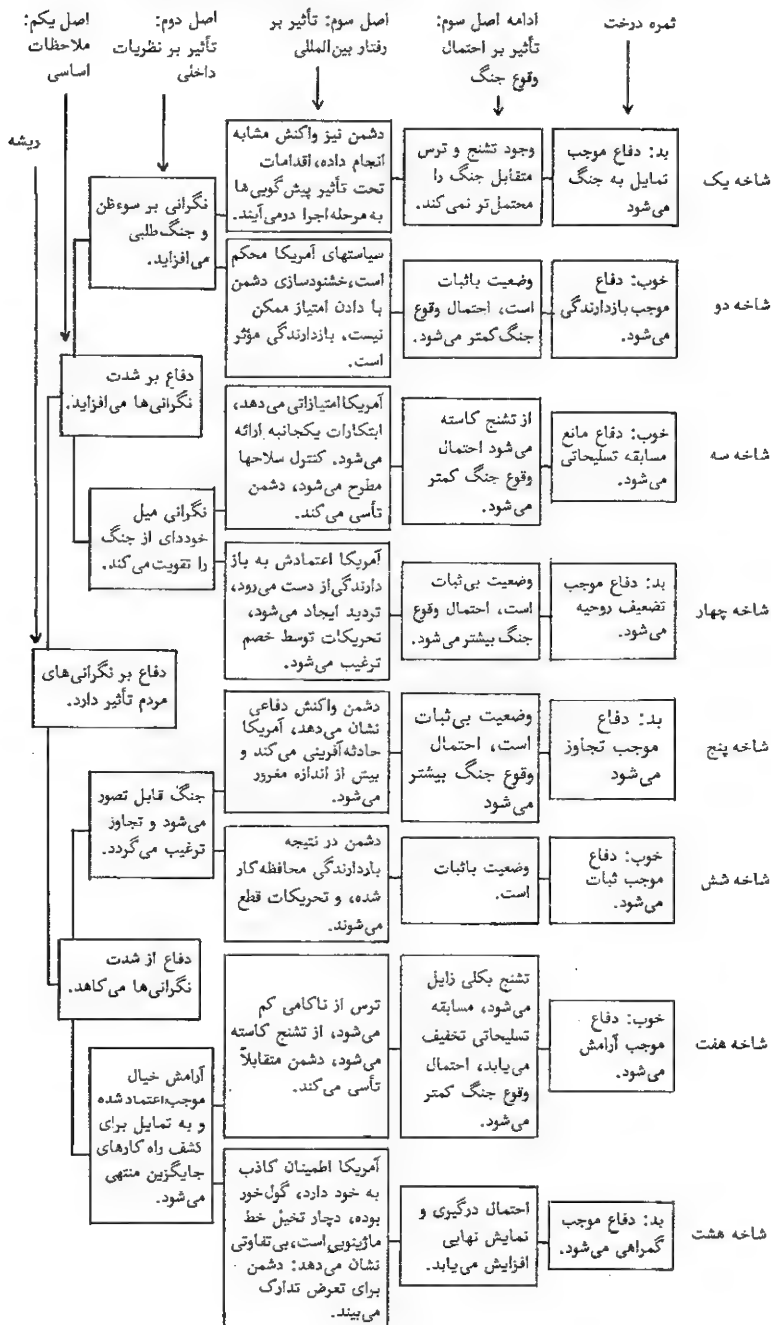 ثمره درخت
ادامه اصل سوم:
تأثیر بر احتمال
وقوع جنگ
اصل سوم: تأثیر بر
رفتار بین‌المللی
اصل دوم:
تأثیر بر نظریات
داخلی
اصل یکم:
ملاحظات
اساسی
ریشه
شاخه یک
بد: دفاع موجب
تمایل به جنگ
می‌شود
وجود تشنج و ترس
متقابل جنگ را
محتمل‌تر نمی‌کند.
دشمن نیز واکنش مشابه
انجام داده، اقدامات
تحت تأثیر پیش‌گویی‌ها
به مرحله اجرا درمی‌آیند.
نگرانی بر سوءظن
و جنگ‌طلبی
می‌افزاید.
شاخه دو
خوب: دفاع
موجب بازدارندگی
می‌شود.
وضعیت باثبات
است، احتمال وقوع
جنگ کمتر می‌شود.
سیاستهای آمریکا محکم
است، خشنودسازی دشمن
با دادن امتیاز ممکن
نیست، بازدارندگی مؤثر
است.
دفاع بر شدت
نگرانی‌ها می‌افزاید.
شاخه سه
خوب: دفاع مانع
مسابقه تسلیحاتی
می‌شود.
از تشنج کاسته
می‌شود احتمال
وقوع جنگ کمتر
می‌شود.
آمریکا امتیازاتی می‌دهد،
ابتکارات یکجانبه ارائه
می‌شود. کنترل سلاحها
مطرح می‌شود، دشمن
تأسی می‌کند.
نگرانی میل
خوددای از جنگ
را تقویت می‌کند.
شاخه چهار
بد: دفاع موجب
تضعیف روحیه
می‌شود.
وضعیت بی‌ثبات
است، احتمال وقوع
جنگ بیشتر می‌شود.
آمریکا اعتمادش به باز
دارندگی از دست می‌رود،
تردید ایجاد می‌شود،
تحریکات توسط خصم
ترغیب می‌شود.
دفاع بر نگرانی‌های
مردم تأثیر دارد.
شاخه پنج
بد: دفاع
موجب تجاوز
می‌شود
وضعیت بی‌ثبات
است، احتمال
وقوع جنگ بیشتر
می‌شود
دشمن واکنش دفاعی
نشان می‌دهد، آمریکا
حادثه‌آفرینی می‌کند و
بیش از اندازه مغرور
می‌شود.
جنگ قابل تصور
می‌شود و تجاوز
ترغیب می‌گردد.
شاخه شش
خوب: دفاع
موجب ثبات
می‌شود.
وضعیت باثبات
است.
دشمن در نتیجه
باردارندگی محافظه‌کار
شده، و تحریکات قطع
می‌شوند.
دفاع از شدت
نگرانی‌ها می‌کاهد.
شاخه هفت
خوب: دفاع
موجب آرامش
می‌شود.
تشنج بکلی زایل
می‌شود، مسابقه
تسلیحاتی تخفیف
می‌یابد، احتمال
وقوع جنگ کمتر
می‌شود.
ترس از ناکامی کم
می‌شود، از تشنج کاسته
می‌شود، دشمن متقابلاً
تأسی می‌کند.
آرامش خیال
موجب اعتماد شده
و به تمایل برای
کشف راه کارهای
جایگزین منتهی
می‌شود.
شاخه هشت
بد: دفاع موجب
گمراهی می‌شود.
احتمال درگیری و
نمایش نهایی
افزایش می‌یابد.
آمریکا اطمینان کاذب
به خود دارد، گول‌خور
بوده، دچار تخیل خط
ماژینویی است، بی‌تفاوتی
نشان می‌دهد: دشمن
برای تعرض تدارک
می‌بیند.